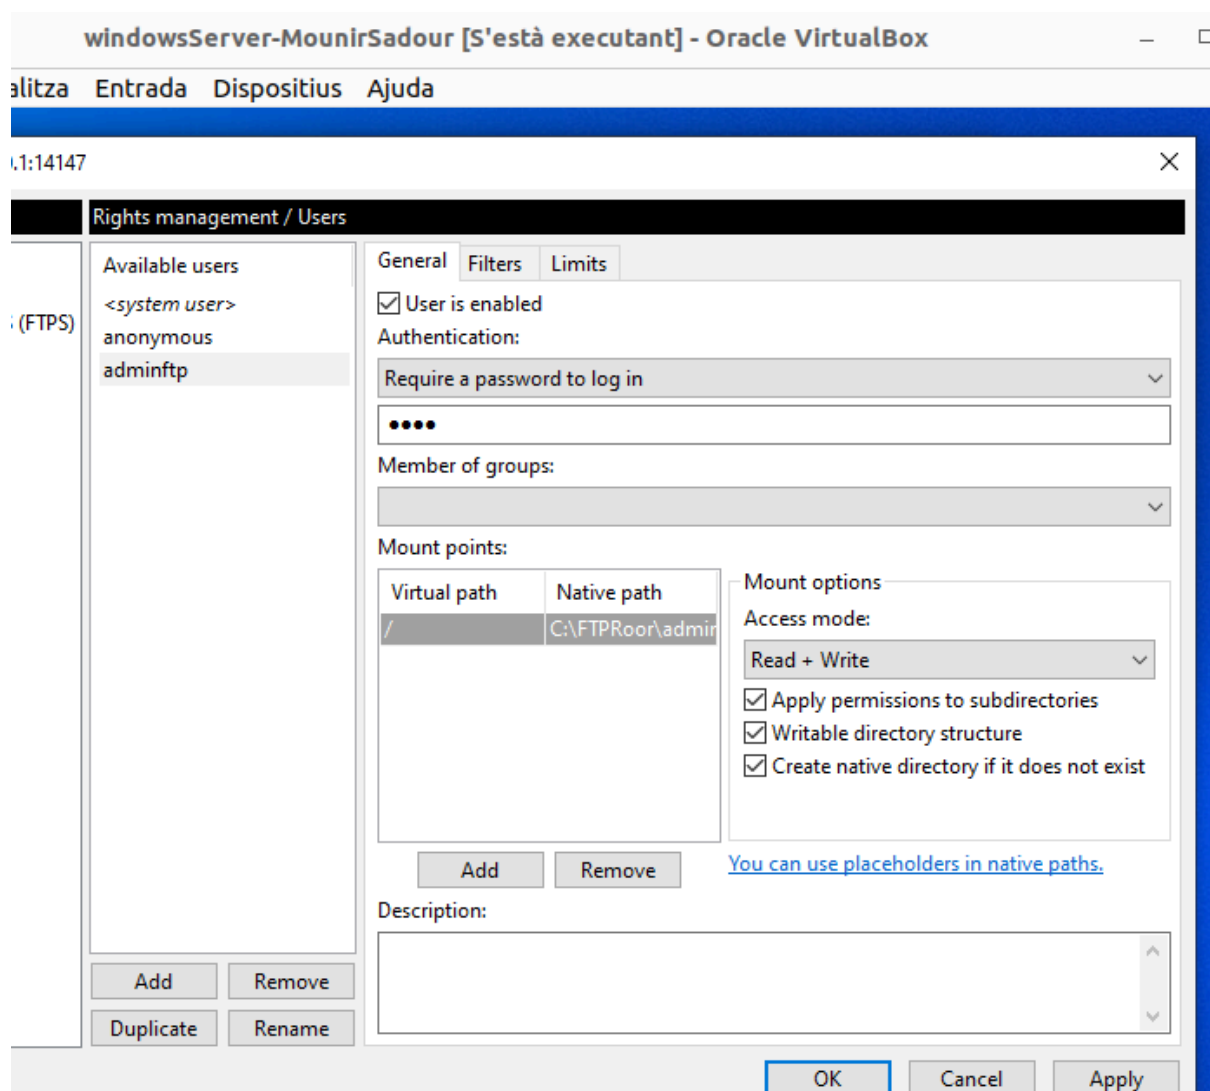 windowsServer-MounirSadour [S'està executant] - Oracle VirtualBox
alitza Entrada Dispositius Ajuda
.1:14147
Rights management / Users
Available users
<system user>
anonymous
adminftp
(FTPS)
General Filters Limits
User is enabled
Authentication:
Require a password to log in
••••
Member of groups:
Mount points:
Virtual path Native path
/ C:\FTPRoor\admin
Mount options
Access mode:
Read + Write
Apply permissions to subdirectories
Writable directory structure
Create native directory if it does not exist
Add Remove
You can use placeholders in native paths.
Description:
Add Remove
Duplicate Rename
OK Cancel Apply